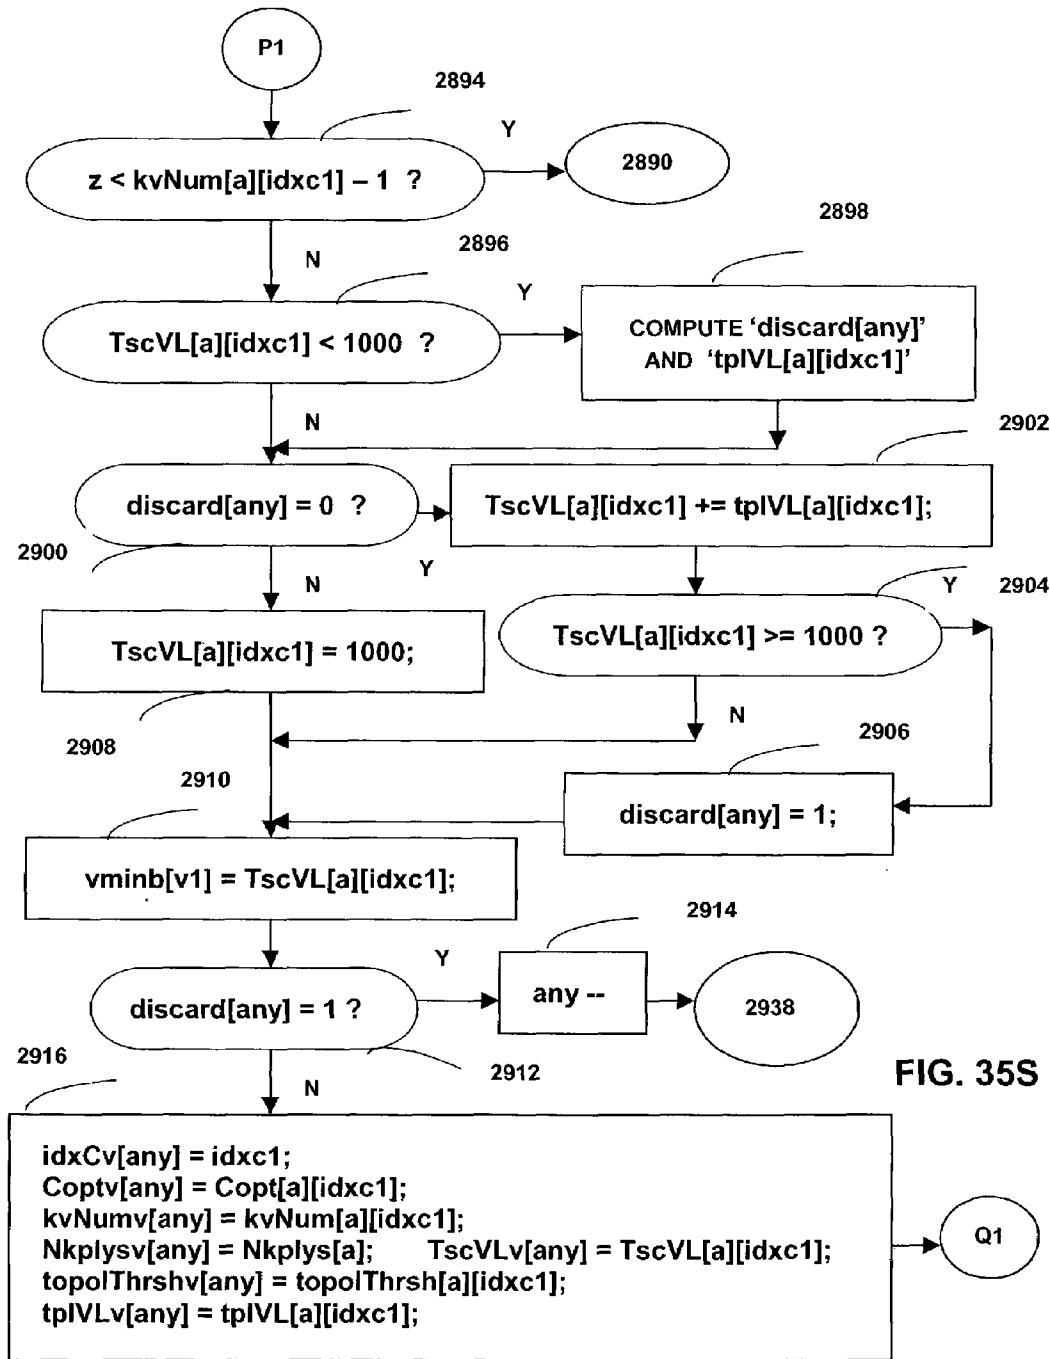 P1
2894
Y
z < kvNum[a][idxc1] – 1 ?
2890
2898
N
2896
Y
TscVL[a][idxc1] < 1000 ?
COMPUTE ‘discard[any]’
AND ‘tplVL[a][idxc1]’
N
2902
discard[any] = 0 ?
TscVL[a][idxc1] += tplVL[a][idxc1];
2900
N
Y
Y
2904
TscVL[a][idxc1] = 1000;
TscVL[a][idxc1] >= 1000 ?
N
2908
2906
2910
discard[any] = 1;
vminb[v1] = TscVL[a][idxc1];
2914
Y
discard[any] = 1 ?
any --
2938
2916
2912
N
FIG. 35S
idxCv[any] = idxc1;
Coptv[any] = Copt[a][idxc1];
kvNumv[any] = kvNum[a][idxc1];
Nkplysv[any] = Nkplys[a]; TscVLv[any] = TscVL[a][idxc1];
topolThrshv[any] = topolThrsh[a][idxc1];
tplVLv[any] = tplVL[a][idxc1];
Q1